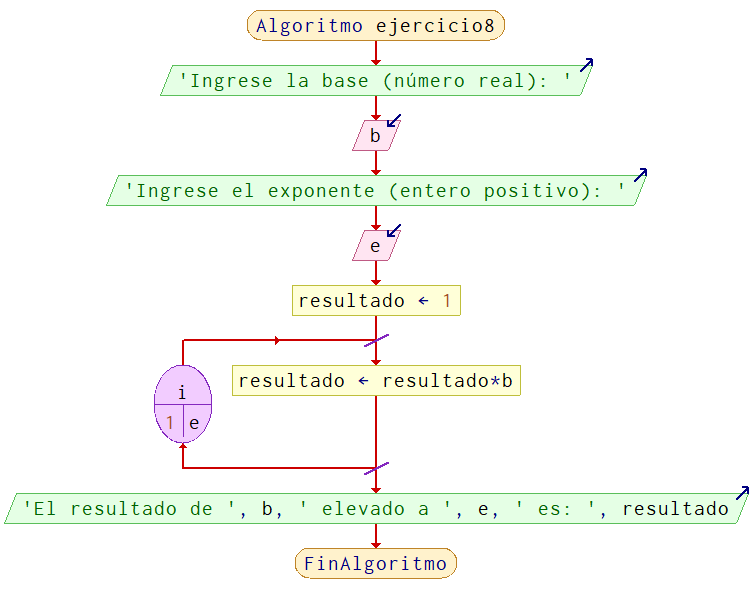 Algoritmo ejercicio8
'Ingrese la base (número real): '
b
'Ingrese el exponente (entero positivo): '
e
resultado ← 1
resultado ← resultado*b
i
1 e
'El resultado de ', b, ' elevado a ', e, ' es: ', resultado
FinAlgoritmo